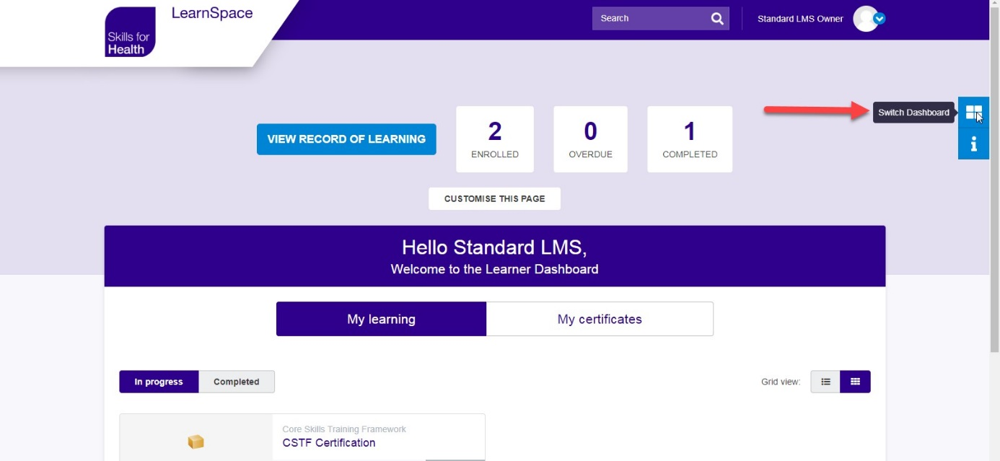 LearnSpace
Skills for
Health
Search
Standard LMS Owner
Switch Dashboard
VIEW RECORD OF LEARNING
2
ENROLLED
0
OVERDUE
1
COMPLETED
CUSTOMISE THIS PAGE
Hello Standard LMS,
Welcome to the Learner Dashboard
My learning
My certificates
In progress
Completed
Grid view:
Core Skills Training Framework
CSTF Certification